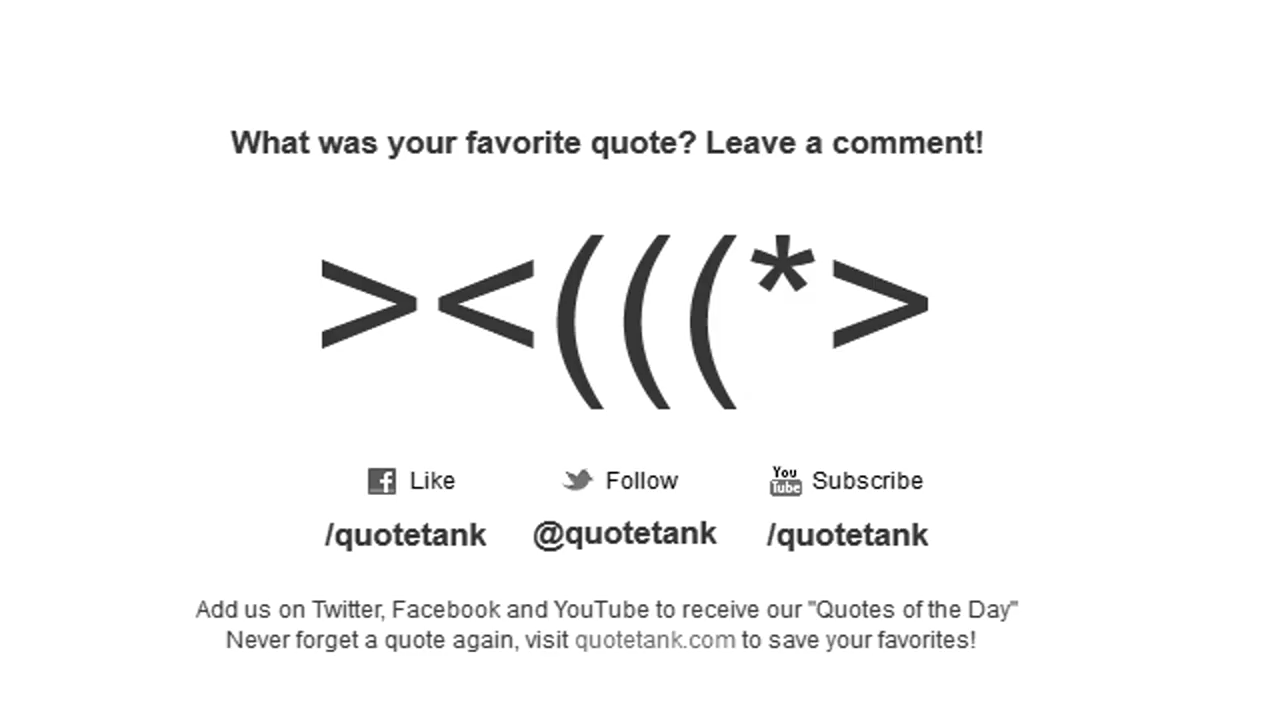 What was your favorite quote? Leave a comment!
><(((*>
f Like
Follow
You Tube Subscribe
/quotetank
@quotetank
/quotetank
Add us on Twitter, Facebook and YouTube to receive our "Quotes of the Day"
Never forget a quote again, visit quotetank.com to save your favorites!